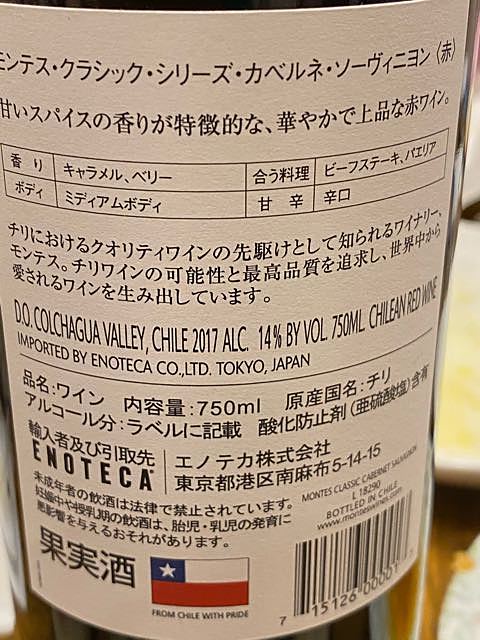 モンテス・クラシック・シリーズ・カベルネ・ソーヴィニヨン〈赤〉
甘いスパイスの香りが特徴的な、華やかで上品な赤ワイン。
香り キャラメル、ベリー 合う料理 ビーフステーキ、パエリア
ボディ ミディアムボディ 甘辛 辛口
チリにおけるクオリティワインの先駆けとして知られるワイナリー、
モンテス。チリワインの可能性と最高品質を追求し、世界中から
愛されるワインを生み出しています。
D.O. COLCHAGUA VALLEY, CHILE 2017 ALC. 14% BY VOL. 750ML. CHILEAN RED WINE
IMPORTED BY ENOTECA CO.,LTD. TOKYO, JAPAN
品名:ワイン 内容量:750ml 原産国名:チリ
アルコール分:ラベルに記載 酸化防止剤(亜硫酸塩)含有
輸入者及び引取先
ENOTECA
エノテカ株式会社
東京都港区南麻布5-14-15
未成年者の飲酒は法律で禁止されています。
妊娠中や授乳期の飲酒は、胎児・乳児の発育に
悪影響を与えるおそれがあります。
MONTES CLASSIC CABERNET SAUVIGNON
L 18290
BOTTLED IN CHILE
www.monteswines.com
果実酒
FROM CHILE WITH PRIDE
7 15126 00001